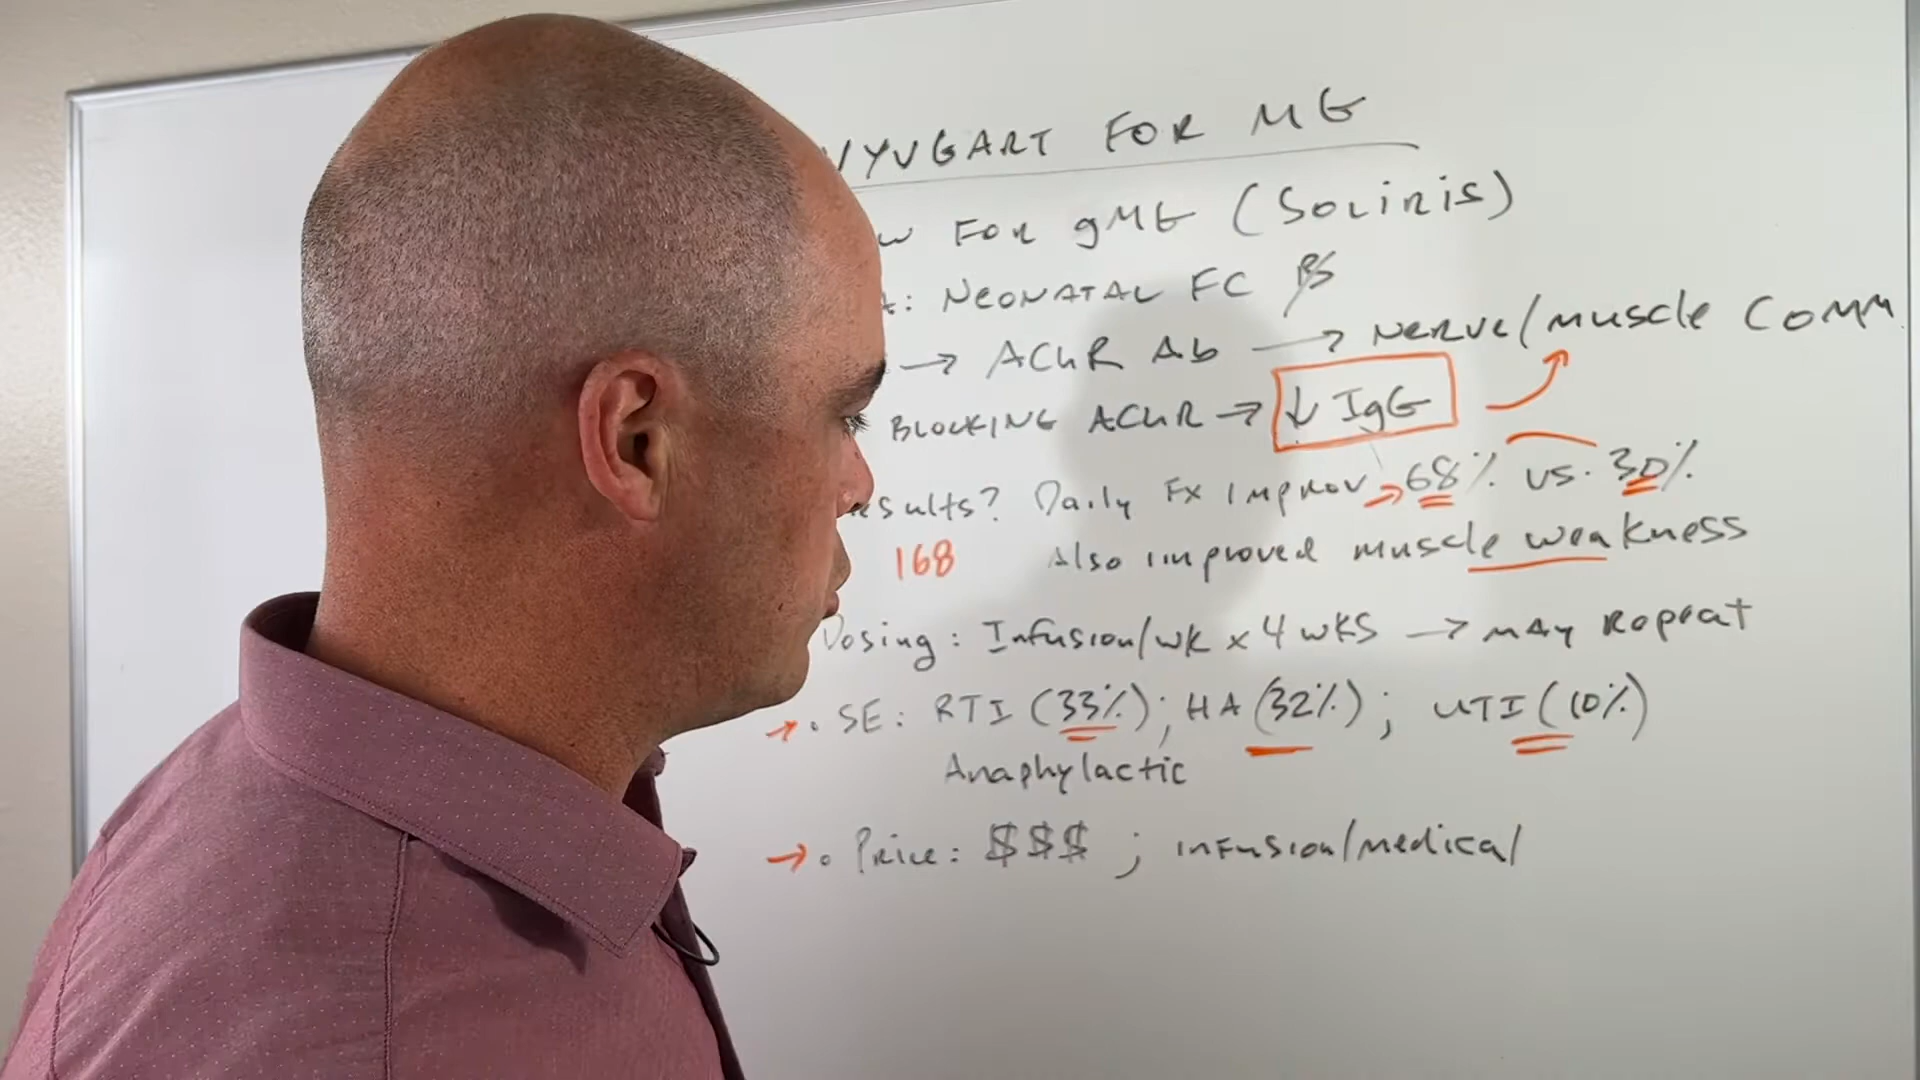 VYVGART FOR MG
FOR gMG (Soliris)
: NEONATAL FC
→ AChR Ab → NERVE/MUSCLE COMM.
BLOCKING AChR → ↓ IgG
sults? Daily FX IMPROV → 68% vs. 30%
168 Also improved muscle weakness
Dosing: Infusion/wk x 4 wks → MAY Repeat
→ • SE: RTI (33%); HA (32%); UTI (10%)
Anaphylactic
→ • Price: $$$ ; infusion/medical